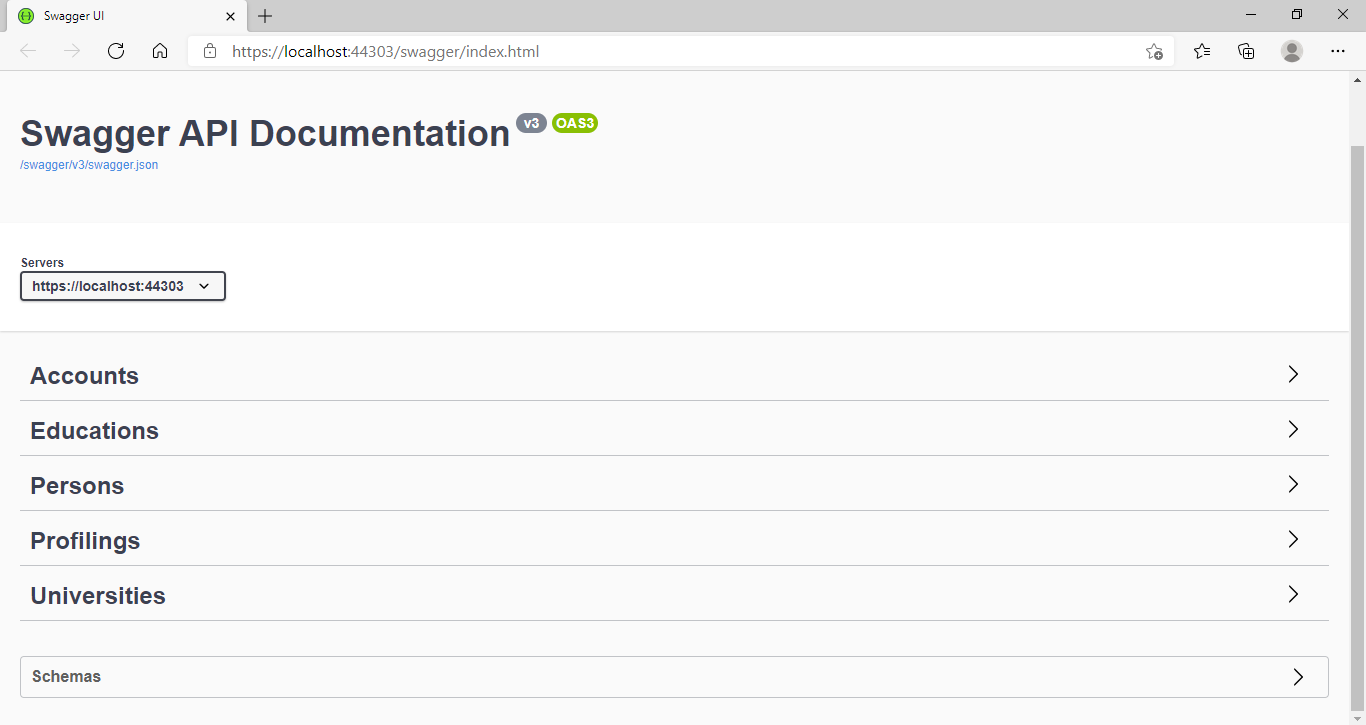 Swagger UI
https://localhost:44303/swagger/index.html
Swagger API Documentation v3 OAS3
/swagger/v3/swagger.json
Servers
https://localhost:44303
Accounts
Educations
Persons
Profilings
Universities
Schemas